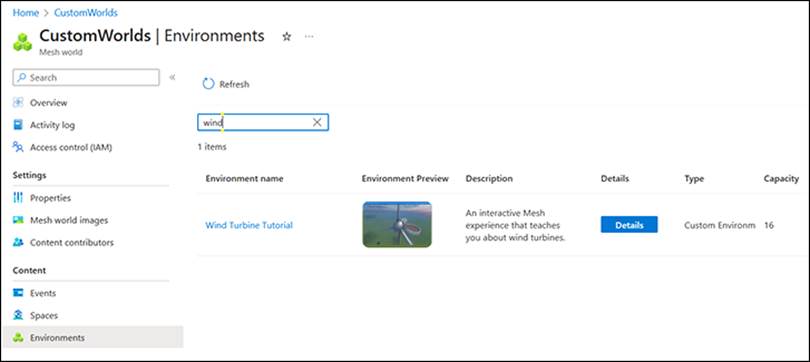 Home > CustomWorlds
CustomWorlds | Environments ☆ ...
Mesh world
Search «
Overview
Activity log
Access control (IAM)
Settings
Properties
Mesh world images
Content contributors
Content
Events
Spaces
Environments
Refresh
wind
1 items
Environment name Environment Preview Description Details Type Capacity
Wind Turbine Tutorial An interactive Mesh experience that teaches you about wind turbines. Details Custom Environm 16